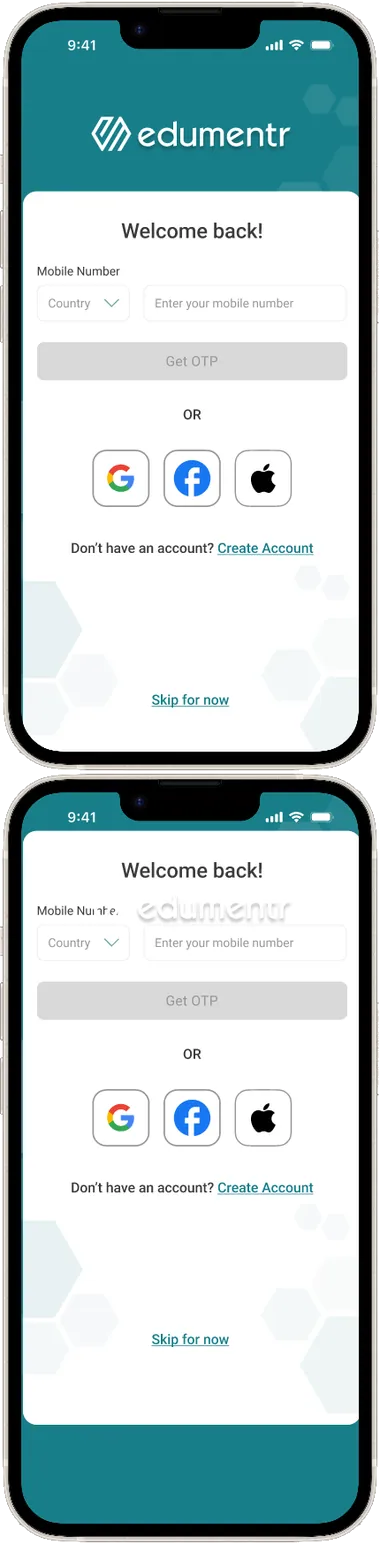 9:41
edumentr
Welcome back!
Mobile Number
Country
Enter your mobile number
Get OTP
OR
Don't have an account? Create Account
Skip for now
9:41
Welcome back!
Mobile Number edumentr
Country
Enter your mobile number
Get OTP
OR
Don't have an account? Create Account
Skip for now